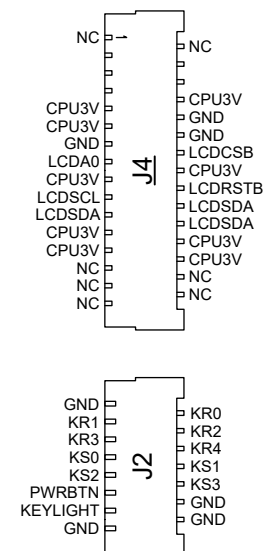 NC
1
CPU3V
CPU3V
GND
LCDA0
CPU3V
LCDSCL
LCDSDA
CPU3V
CPU3V
NC
NC
NC
J4
NC
CPU3V
GND
GND
LCDCSB
CPU3V
LCDRSTB
LCDSDA
LCDSDA
CPU3V
CPU3V
NC
NC
GND
KR1
KR3
KS0
KS2
PWRBTN
KEYLIGHT
GND
J2
KR0
KR2
KR4
KS1
KS3
GND
GND